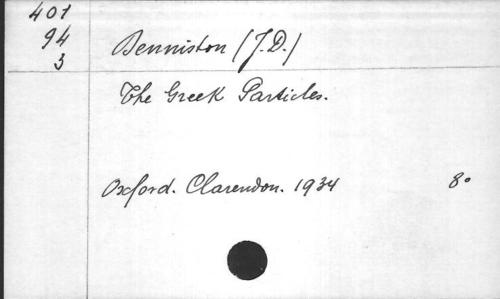 401
94
3
Denniston (J.D.)
The Greek Particles.
Oxford. Clarendon. 1934 8°